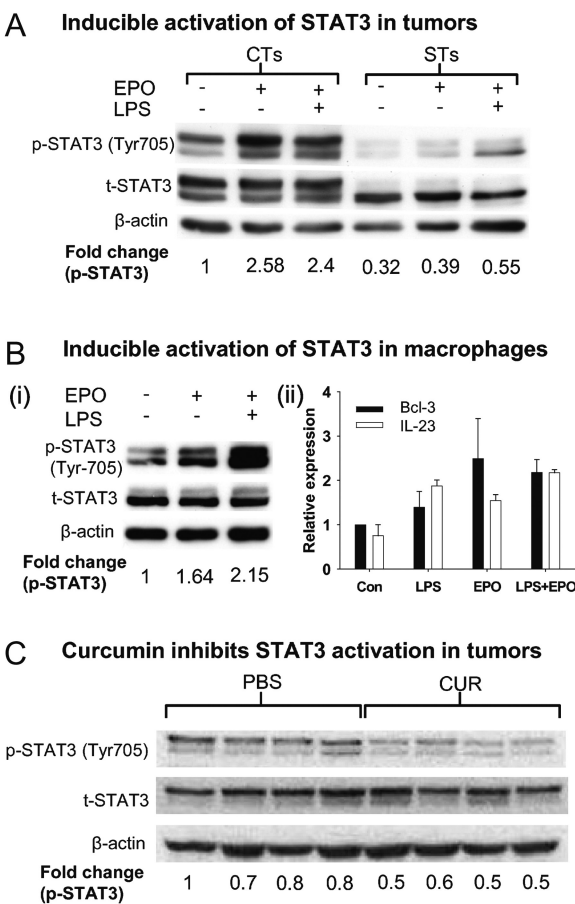 A Inducible activation of STAT3 in tumors
CTs STs
EPO - + + - + +
LPS - - + - - +
p-STAT3 (Tyr705)
t-STAT3
β-actin
Fold change
(p-STAT3) 1 2.58 2.4 0.32 0.39 0.55
B Inducible activation of STAT3 in macrophages
(i) EPO - + +
LPS - - +
p-STAT3
(Tyr-705)
t-STAT3
β-actin
Fold change
(p-STAT3) 1 1.64 2.15
(ii)
Bcl-3
IL-23
Relative expression
4
3
2
1
0
Con LPS EPO LPS+EPO
C Curcumin inhibits STAT3 activation in tumors
PBS CUR
p-STAT3 (Tyr705)
t-STAT3
β-actin
Fold change
(p-STAT3) 1 0.7 0.8 0.8 0.5 0.6 0.5 0.5